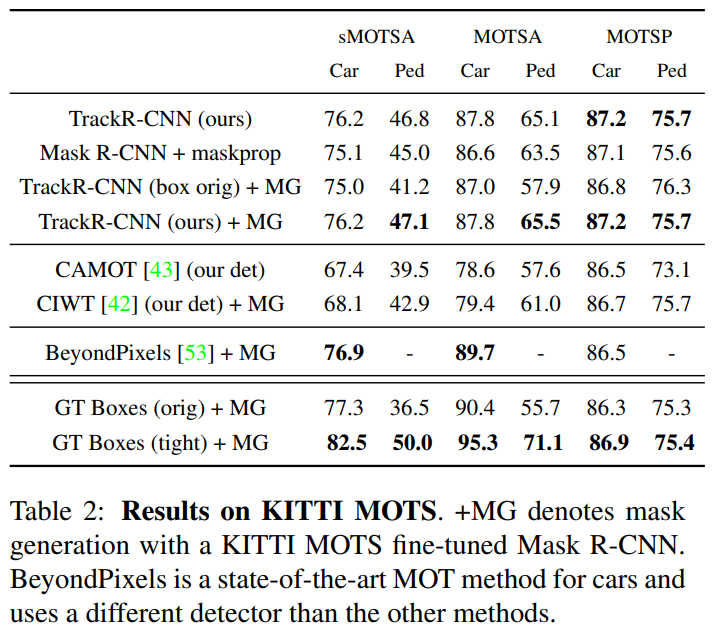 sMOTSA MOTSA MOTSP
Car Ped Car Ped Car Ped
TrackR-CNN (ours) 76.2 46.8 87.8 65.1 87.2 75.7
Mask R-CNN + maskprop 75.1 45.0 86.6 63.5 87.1 75.6
TrackR-CNN (box orig) + MG 75.0 41.2 87.0 57.9 86.8 76.3
TrackR-CNN (ours) + MG 76.2 47.1 87.8 65.5 87.2 75.7
CAMOT [43] (our det) 67.4 39.5 78.6 57.6 86.5 73.1
CIWT [42] (our det) + MG 68.1 42.9 79.4 61.0 86.7 75.7
BeyondPixels [53] + MG 76.9 - 89.7 - 86.5 -
GT Boxes (orig) + MG 77.3 36.5 90.4 55.7 86.3 75.3
GT Boxes (tight) + MG 82.5 50.0 95.3 71.1 86.9 75.4
Table 2: Results on KITTI MOTS. +MG denotes mask
generation with a KITTI MOTS fine-tuned Mask R-CNN.
BeyondPixels is a state-of-the-art MOT method for cars and
uses a different detector than the other methods.